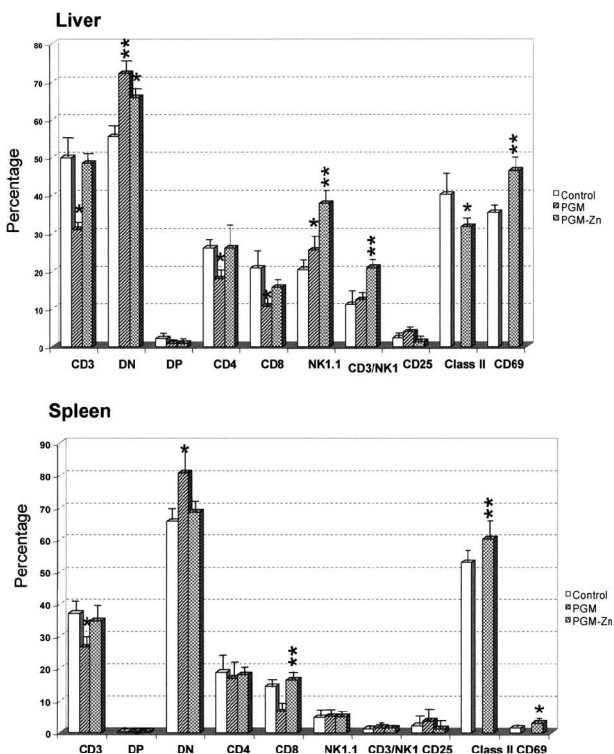 Liver
80
70
60
50
40
30
20
10
0
Percentage
**
*
*
*
*
*
**
**
*
**
Control
PGM
PGM-Zn
CD3 DN DP CD4 CD8 NK1.1 CD3/NK1 CD25 Class II CD69
Spleen
90
80
70
60
50
40
30
20
10
0
Percentage
*
*
**
**
*
Control
PGM
PGM-Zn
CD3 DP DN CD4 CD8 NK1.1 CD3/NK1 CD25 Class II CD69